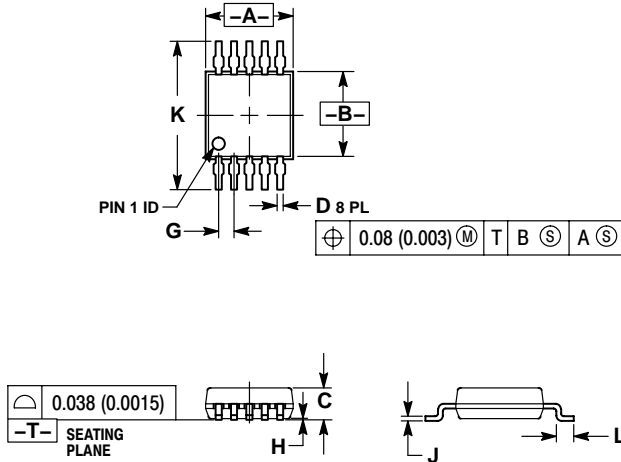 –A–
K
–B–
PIN 1 ID
G
D 8 PL
⌖ 0.08 (0.003) Ⓜ T B Ⓢ A Ⓢ
⌓ 0.038 (0.0015)
–T– SEATING
PLANE
C
H
J
L